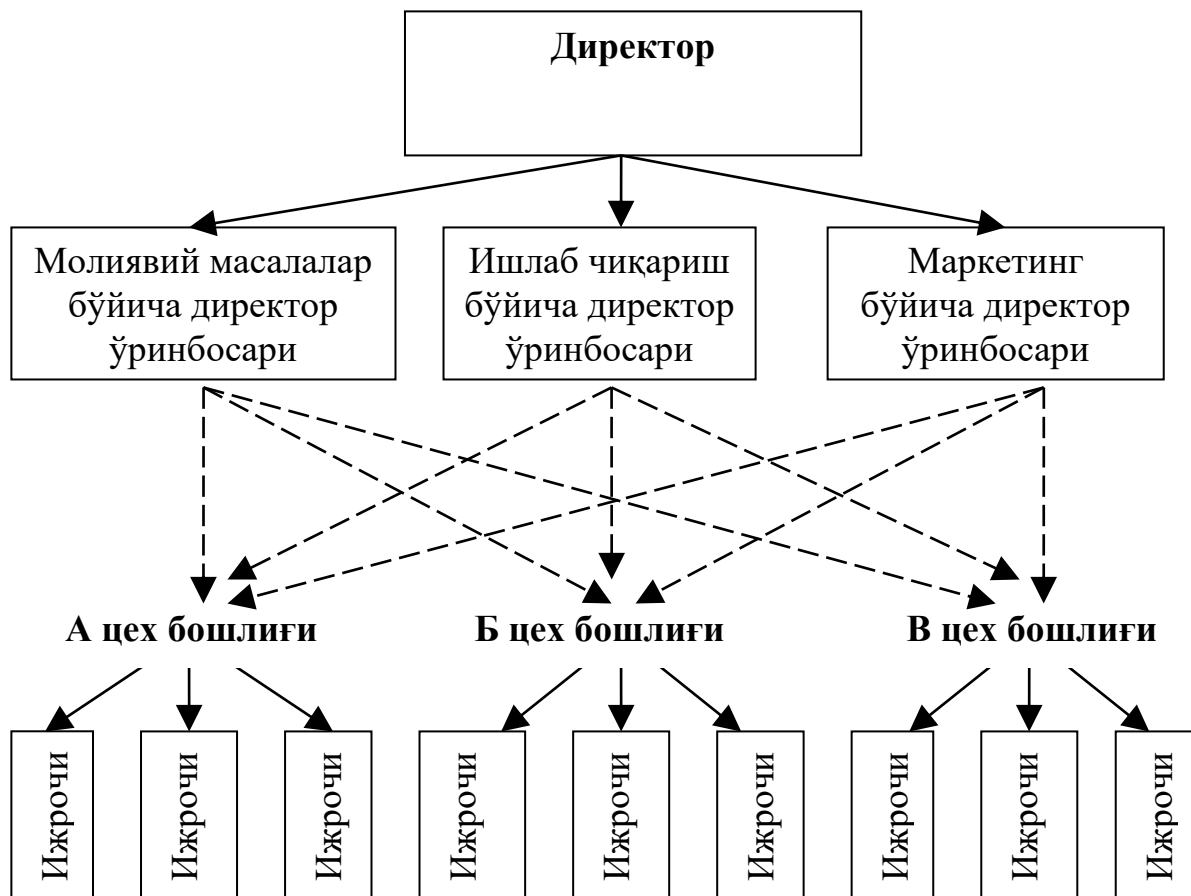 Директор
Молиявий масалалар
бўйича директор
ўринбосари
Ишлаб чиқариш
бўйича директор
ўринбосари
Маркетинг
бўйича директор
ўринбосари
А цех бошлиғи
Б цех бошлиғи
В цех бошлиғи
Ижрочи
Ижрочи
Ижрочи
Ижрочи
Ижрочи
Ижрочи
Ижрочи
Ижрочи
Ижрочи